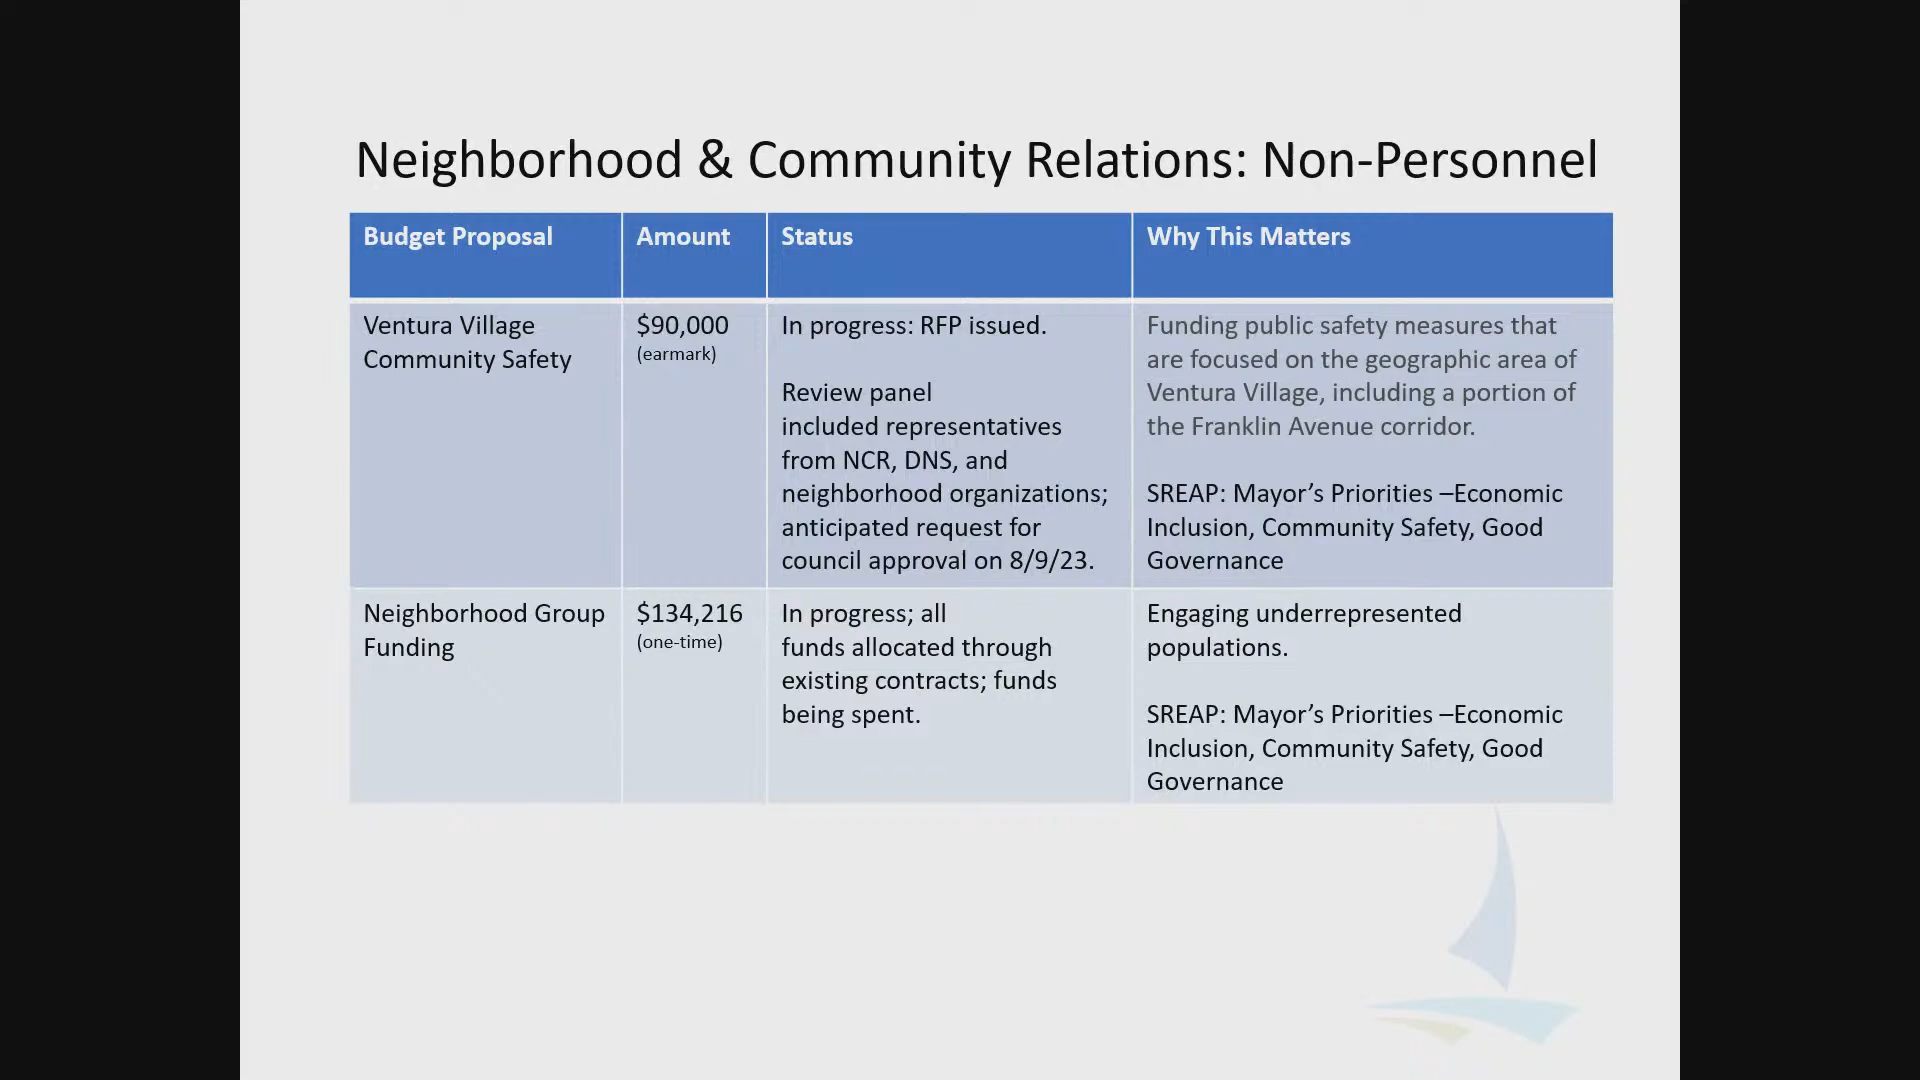 Neighborhood & Community Relations: Non-Personnel
Budget Proposal
Amount
Status
Why This Matters
Ventura Village
Community Safety
$90,000
(earmark)
In progress: RFP issued.
Review panel
included representatives
from NCR, DNS, and
neighborhood organizations;
anticipated request for
council approval on 8/9/23.
Funding public safety measures that
are focused on the geographic area of
Ventura Village, including a portion of
the Franklin Avenue corridor.
SREAP: Mayor’s Priorities –Economic
Inclusion, Community Safety, Good
Governance
Neighborhood Group
Funding
$134,216
(one-time)
In progress; all
funds allocated through
existing contracts; funds
being spent.
Engaging underrepresented
populations.
SREAP: Mayor’s Priorities –Economic
Inclusion, Community Safety, Good
Governance